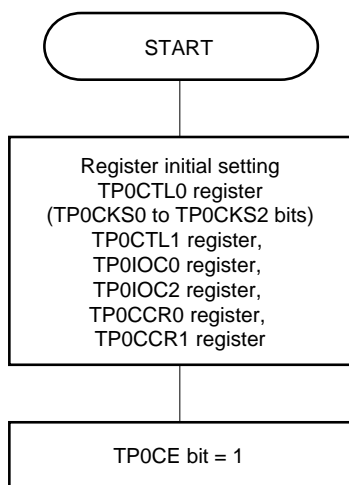 START
Register initial setting
TP0CTL0 register
(TP0CKS0 to TP0CKS2 bits)
TP0CTL1 register,
TP0IOC0 register,
TP0IOC2 register,
TP0CCR0 register,
TP0CCR1 register
TP0CE bit = 1